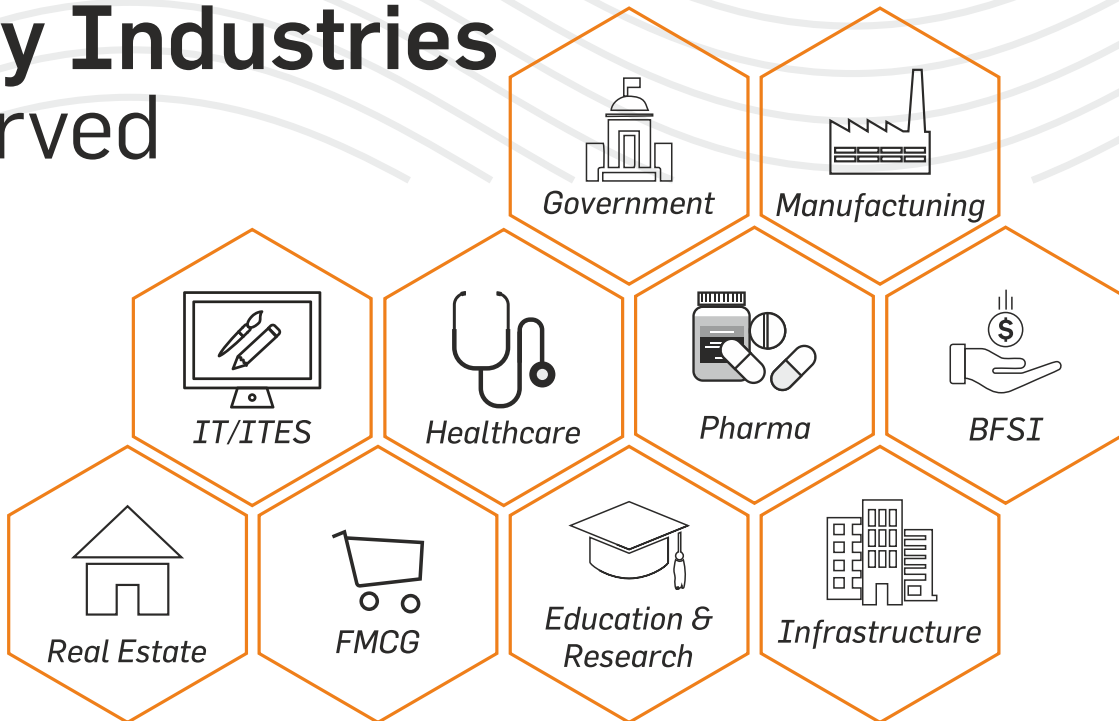 y Industries
rved
Government
Manufactuning
IT/ITES
Healthcare
Pharma
BFSI
Real Estate
FMCG
Education &
Research
Infrastructure
$